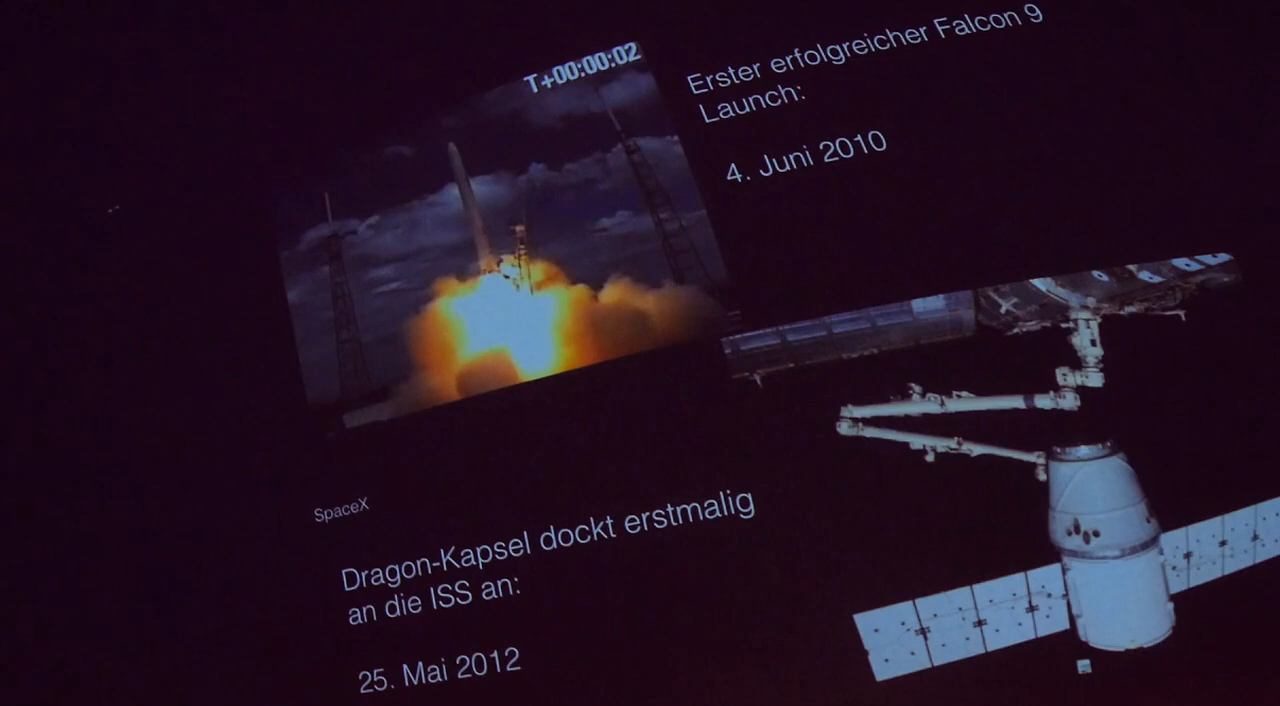 T+00:00:02
Erster erfolgreicher Falcon 9
Launch:
4. Juni 2010
SpaceX
Dragon-Kapsel dockt erstmalig
an die ISS an:
25. Mai 2012